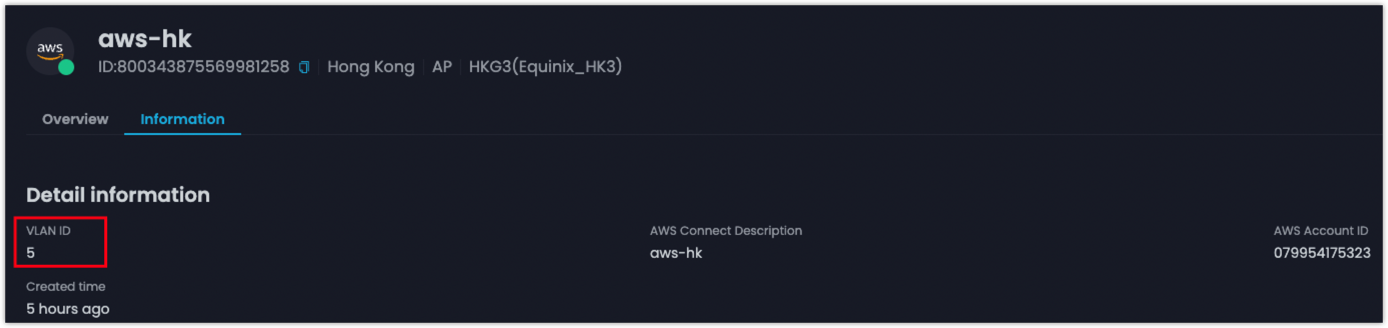 aws
aws-hk
ID:800343875569981258 Hong Kong AP HKG3(Equinix_HK3)
Overview Information
Detail information
VLAN ID AWS Connect Description AWS Account ID
5 aws-hk 079954175323
Created time
5 hours ago